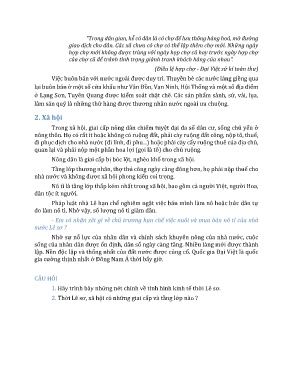 "Trong dân gian, hễ có dân là có chợ để lưu thông hàng hoá, mở đường
giao dịch cho dân. Các xã chưa có chợ có thể lập thêm chợ mới. Những ngày
họp chợ mới không được trùng với ngày họp chợ cũ hay trước ngày họp chợ
của chợ cũ để tránh tình trạng giành tranh khách hàng của nhau".
(Điều lệ họp chợ - Đại Việt sử kí toàn thư)
Việc buôn bán với nước ngoài được duy trì. Thuyền bè các nước láng giềng qua
lại buôn bán ở một số cửa khẩu như Vân Đồn, Vạn Ninh, Hội Thống và một số địa điểm
ở Lạng Sơn, Tuyên Quang được kiểm soát chặt chẽ. Các sản phẩm sành, sứ, vải, lụa,
lâm sản quý là những thứ hàng được thương nhân nước ngoài ưa chuộng.
2. Xã hội
Trong xã hội, giai cấp nông dân chiếm tuyệt đại đa số dân cư, sống chủ yếu ở
nông thôn. Họ có rất ít hoặc không có ruộng đất, phải cày ruộng đất công, nộp tô, thuế,
đi phục dịch cho nhà nước (đi lính, đi phu...) hoặc phải cày cấy ruộng thuê của địa chủ,
quan lại và phải nộp một phần hoa lợi (gọi là tô) cho chủ ruộng.
Nông dân là giai cấp bị bóc lột, nghèo khổ trong xã hội.
Tầng lớp thương nhân, thợ thủ công ngày càng đông hơn, họ phải nộp thuế cho
nhà nước và không được xã hội phong kiến coi trọng.
Nô tì là tầng lớp thấp kém nhất trong xã hội, bao gồm cả người Việt, người Hoa,
dân tộc ít người.
Pháp luật nhà Lê hạn chế nghiêm ngặt việc bán mình làm nô hoặc bức dân tự
do làm nô tì, Nhờ vậy, số lượng nô tì giảm dần.
- Em có nhận xét gì về chủ trương hạn chế việc nuôi và mua bán nô tì của nhà
nước Lê sơ ?
Nhờ sự nỗ lực của nhân dân và chính sách khuyến nông của nhà nước, cuộc
sống của nhân dân được ổn định, dân số ngày càng tăng. Nhiều làng mới được thành
lập. Nền độc lập và thống nhất của đất nước được củng cố. Quốc gia Đại Việt là quốc
gia cường thịnh nhất ở Đông Nam Á thời bấy giờ.
CÂU HỎI
1. Hãy trình bày những nét chính về tình hình kinh tế thời Lê sơ.
2. Thời Lê sơ, xã hội có những giai cấp và tầng lớp nào ?